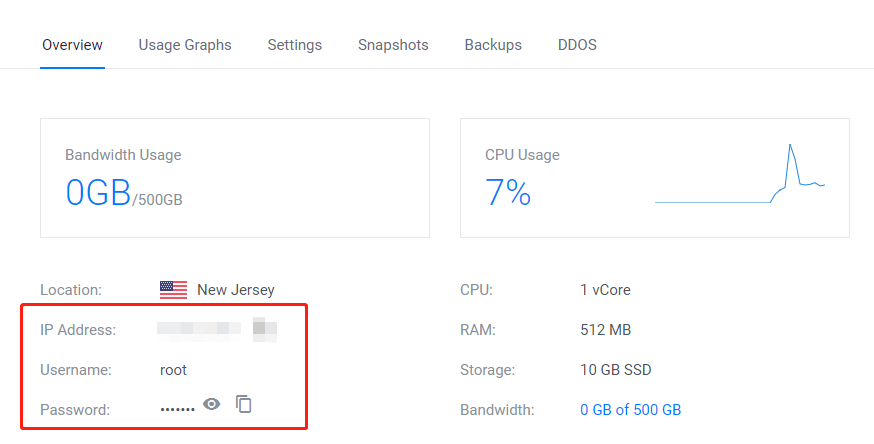 Overview Usage Graphs Settings Snapshots Backups DDOS
Bandwidth Usage
0GB/500GB
CPU Usage
7%
Location: New Jersey
IP Address:
Username: root
Password: •••••••
CPU: 1 vCore
RAM: 512 MB
Storage: 10 GB SSD
Bandwidth: 0 GB of 500 GB